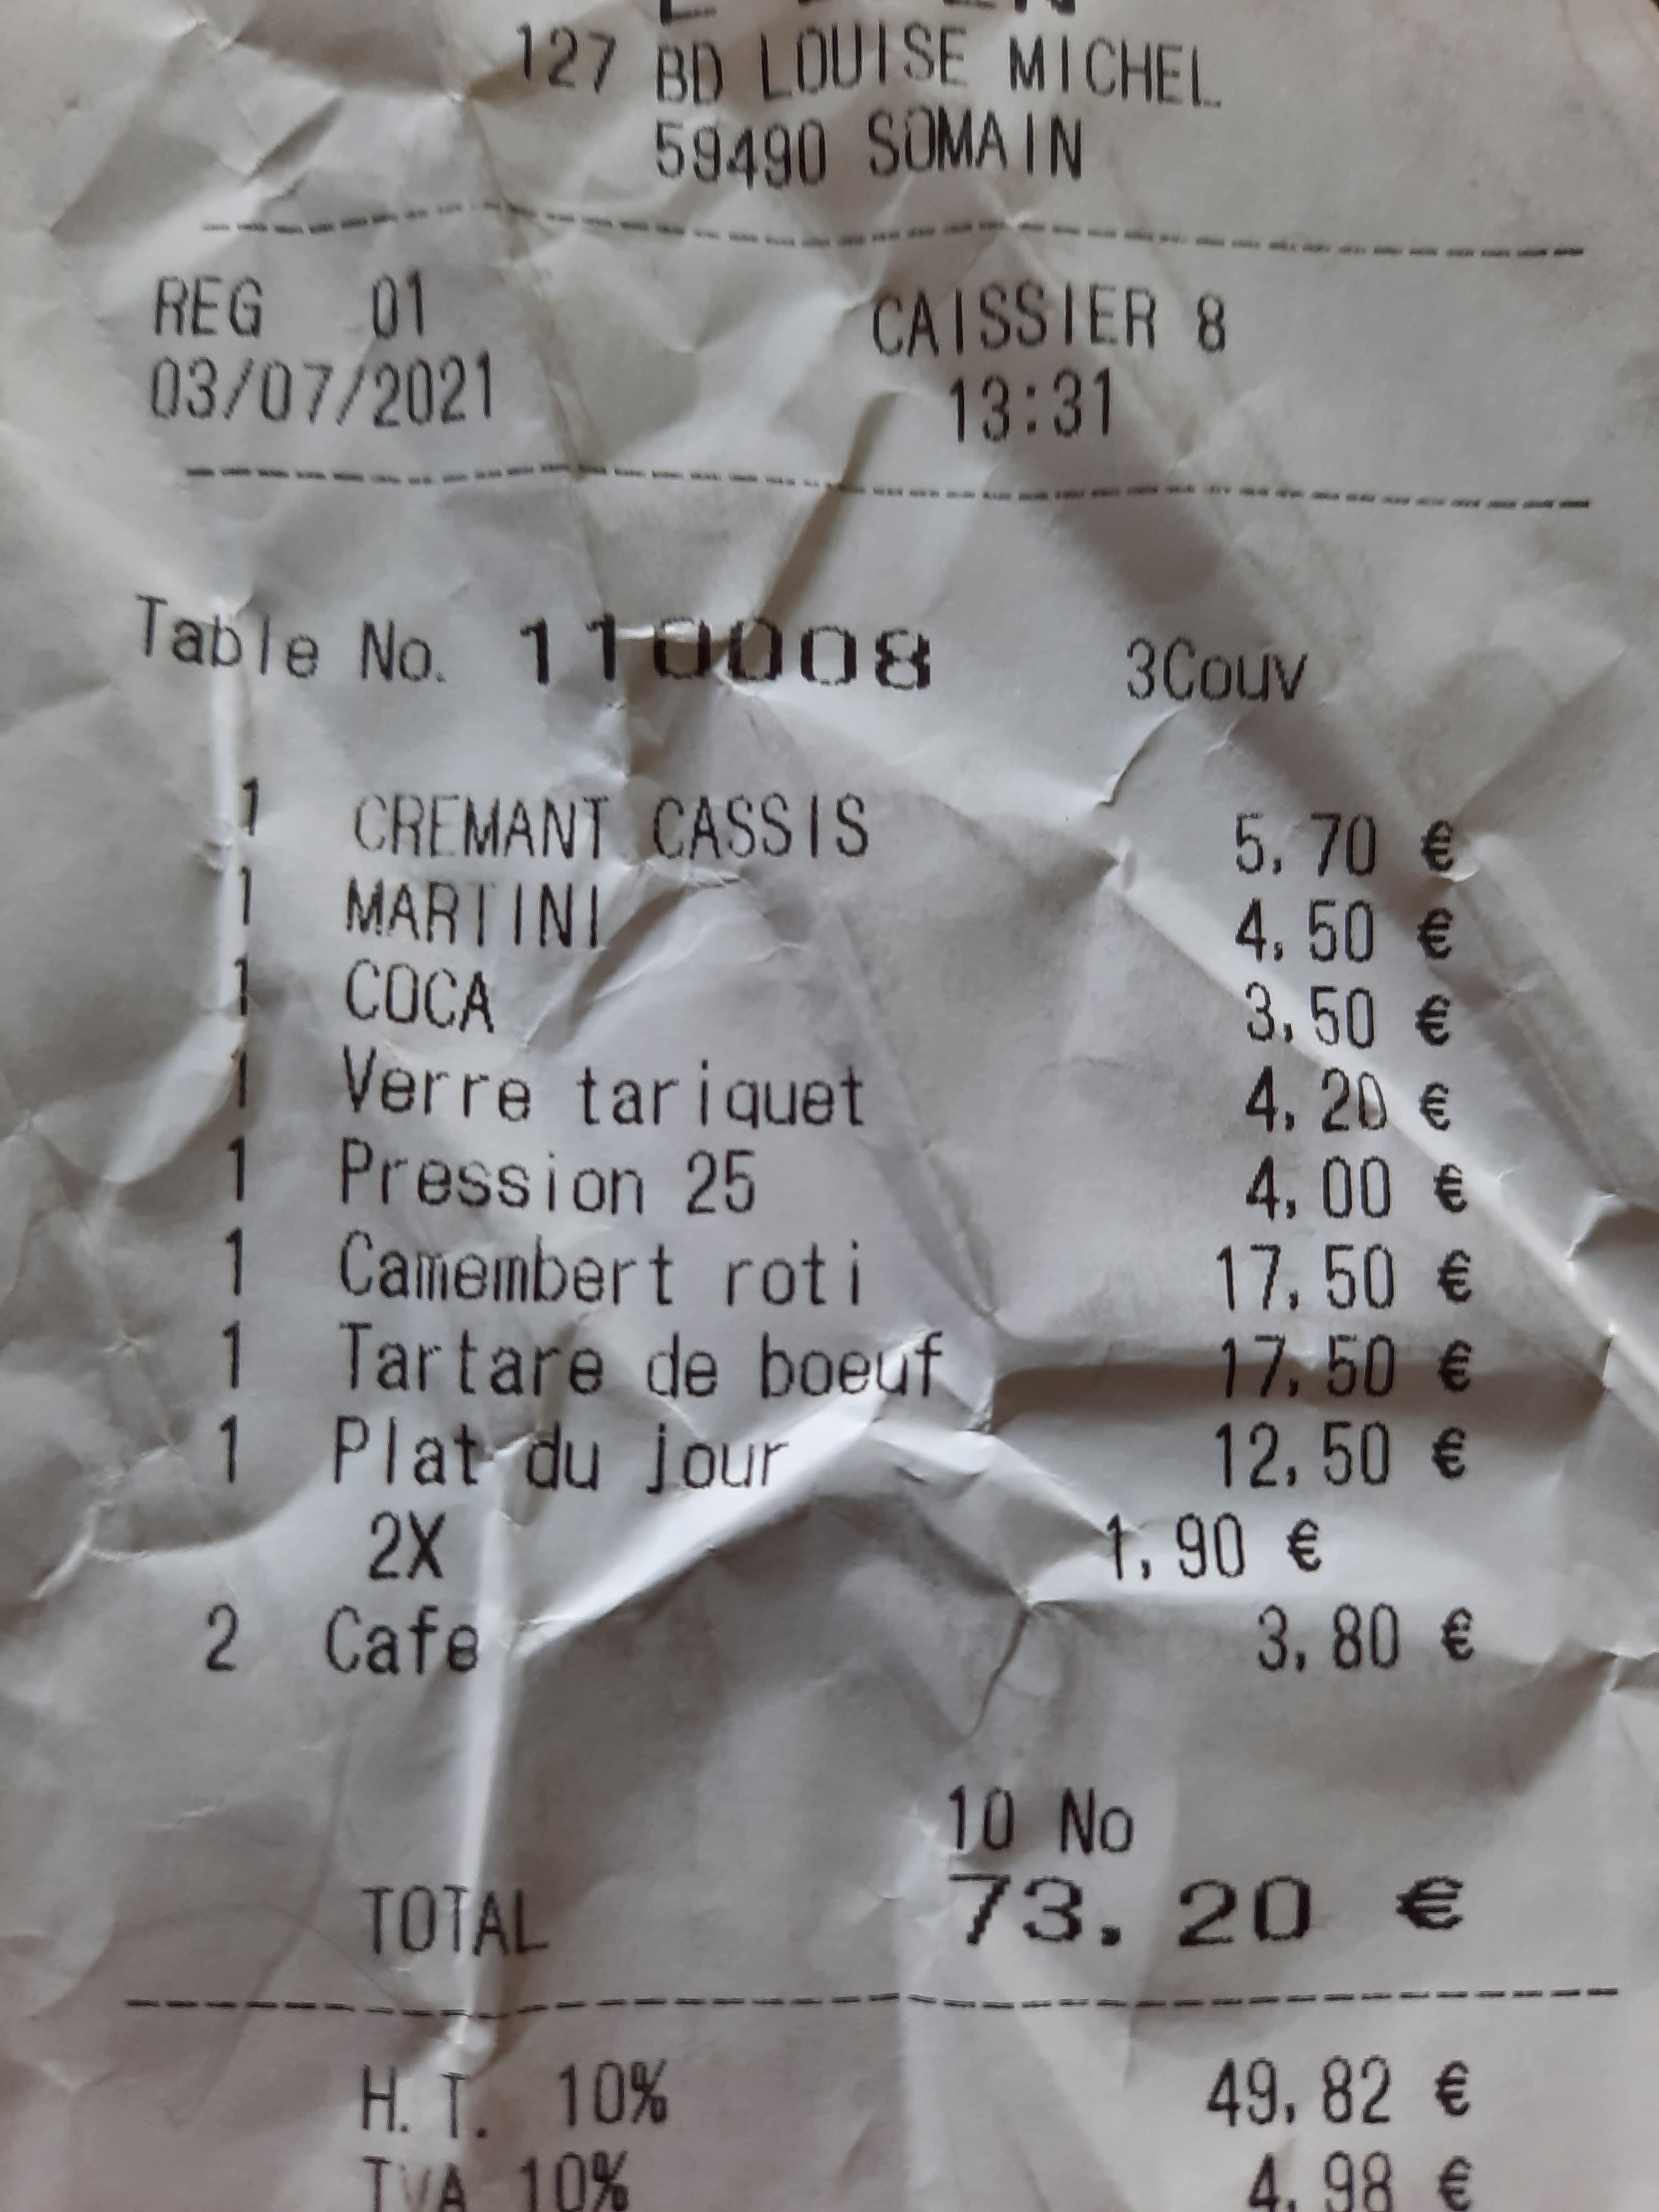 127 BD LOUISE MICHEL
59490 SOMAIN
REG 01 CAISSIER 8
03/07/2021 13:31
Table No. 110008 3Couv
1 CREMANT CASSIS 5,70 €
1 MARTINI 4,50 €
1 COCA 3,50 €
1 Verre tariquet 4,20 €
1 Pression 25 4,00 €
1 Camembert roti 17,50 €
1 Tartare de boeuf 17,50 €
1 Plat du jour 12,50 €
2X 1,90 €
2 Cafe 3,80 €
10 No
TOTAL 73,20 €
H.T. 10% 49,82 €
TVA 10% 4,98 €